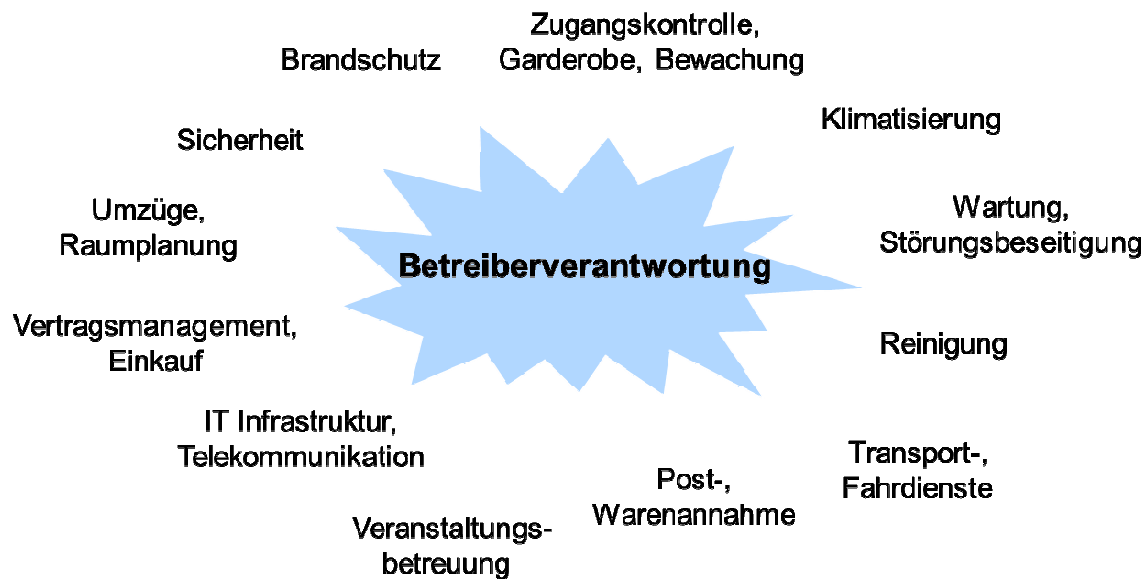 Zugangskontrolle,
Garderobe, Bewachung
Brandschutz
Klimatisierung
Sicherheit
Umzüge,
Raumplanung
Wartung,
Störungsbeseitigung
Betreiberverantwortung
Vertragsmanagement,
Einkauf
Reinigung
IT Infrastruktur,
Telekommunikation
Transport-,
Fahrdienste
Post-,
Warenannahme
Veranstaltungs-
betreuung